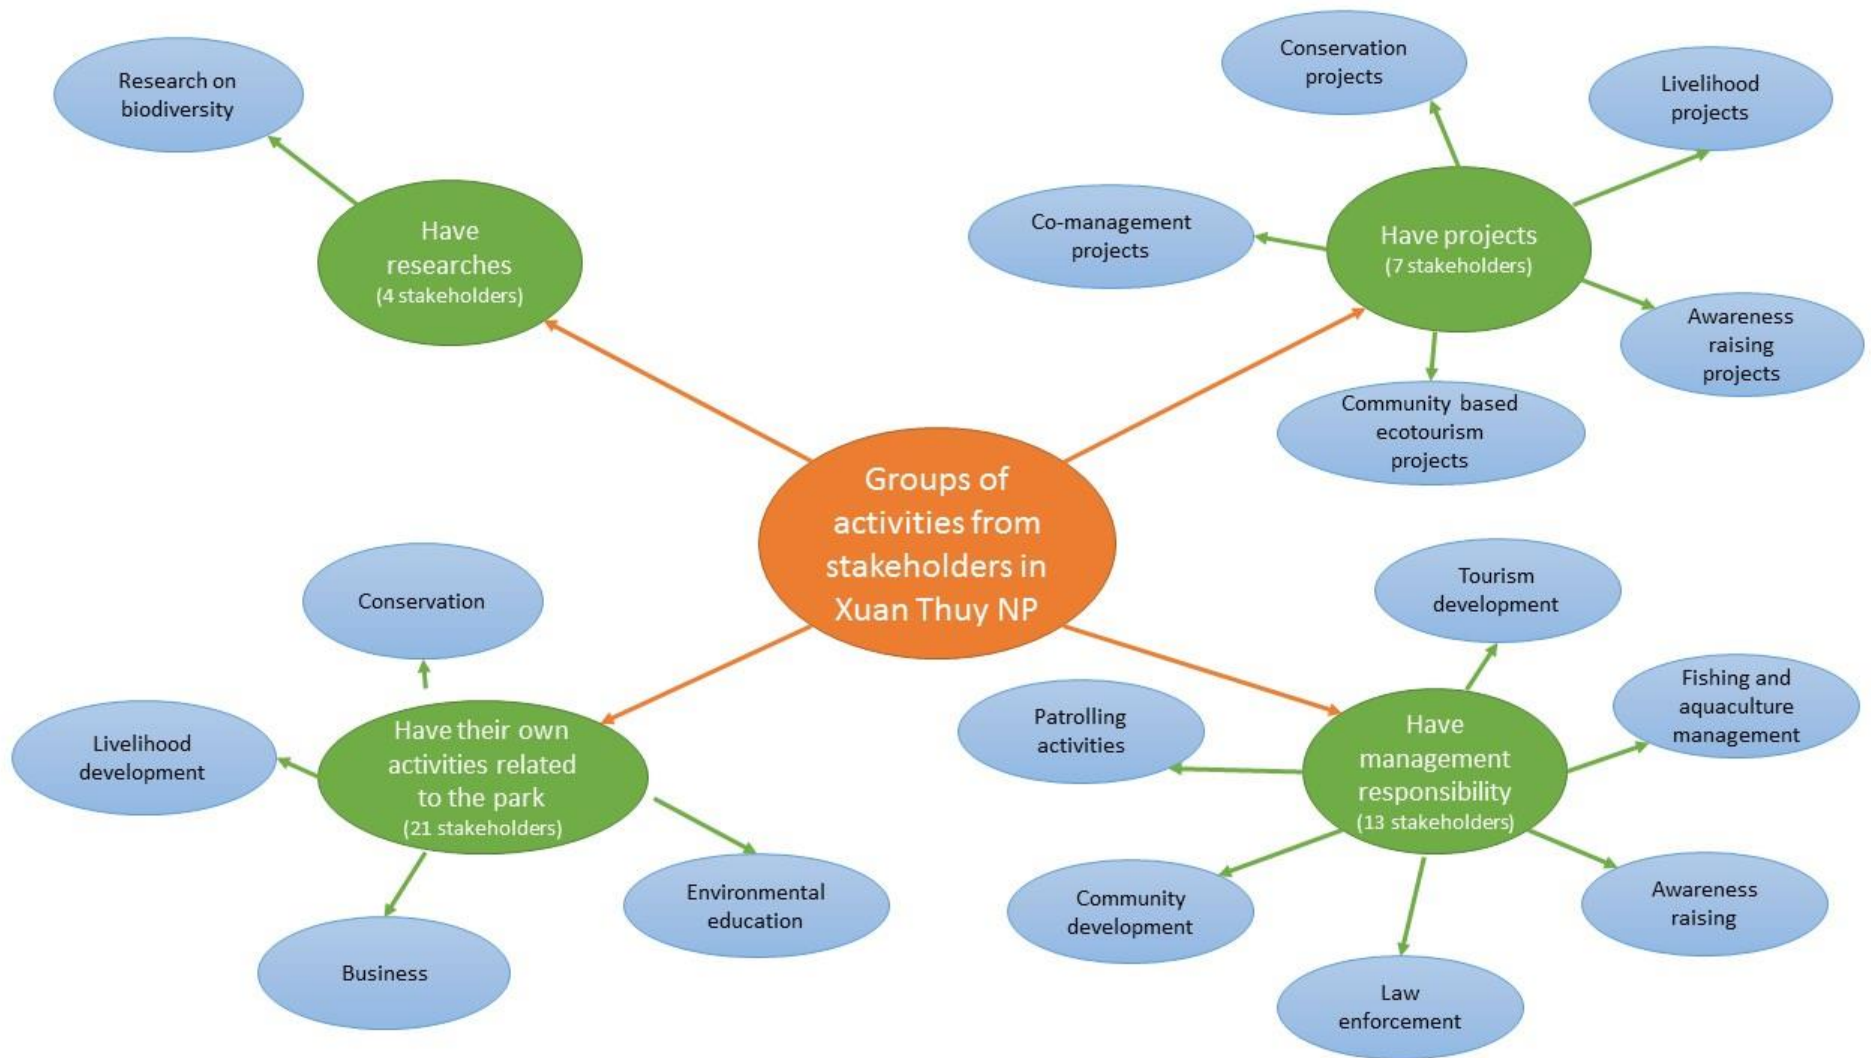 Research on
biodiversity
Have
researches
(4 stakeholders)
Conservation
projects
Livelihood
projects
Co-management
projects
Have projects
(7 stakeholders)
Awareness
raising
projects
Community based
ecotourism
projects
Groups of
activities from
stakeholders in
Xuan Thuy NP
Conservation
Livelihood
development
Have their own
activities related
to the park
(21 stakeholders)
Environmental
education
Business
Tourism
development
Patrolling
activities
Fishing and
aquaculture
management
Have
management
responsibility
(13 stakeholders)
Community
development
Awareness
raising
Law
enforcement